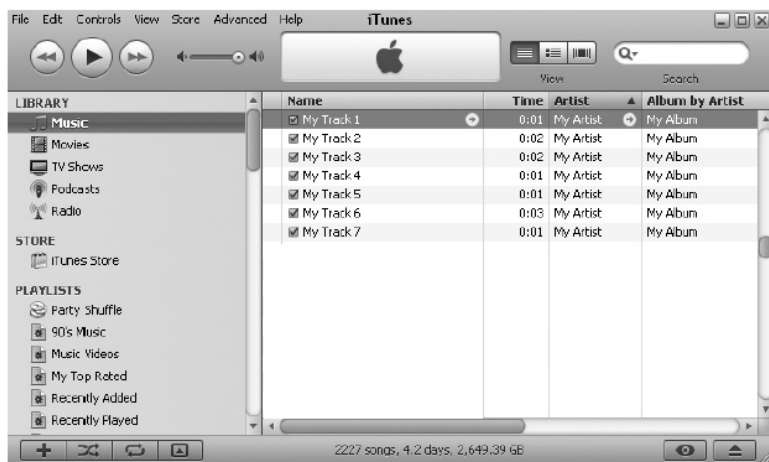 File Edit Controls View Store Advanced Help iTunes
View Search
LIBRARY
Music
Movies
TV Shows
Podcasts
Radio
STORE
iTunes Store
PLAYLISTS
Party Shuffle
90's Music
Music Videos
My Top Rated
Recently Added
Recently Played
Name Time Artist Album by Artist
My Track 1 0:01 My Artist My Album
My Track 2 0:02 My Artist My Album
My Track 3 0:02 My Artist My Album
My Track 4 0:01 My Artist My Album
My Track 5 0:01 My Artist My Album
My Track 6 0:03 My Artist My Album
My Track 7 0:01 My Artist My Album
2227 songs, 4.2 days, 2,649.39 GB